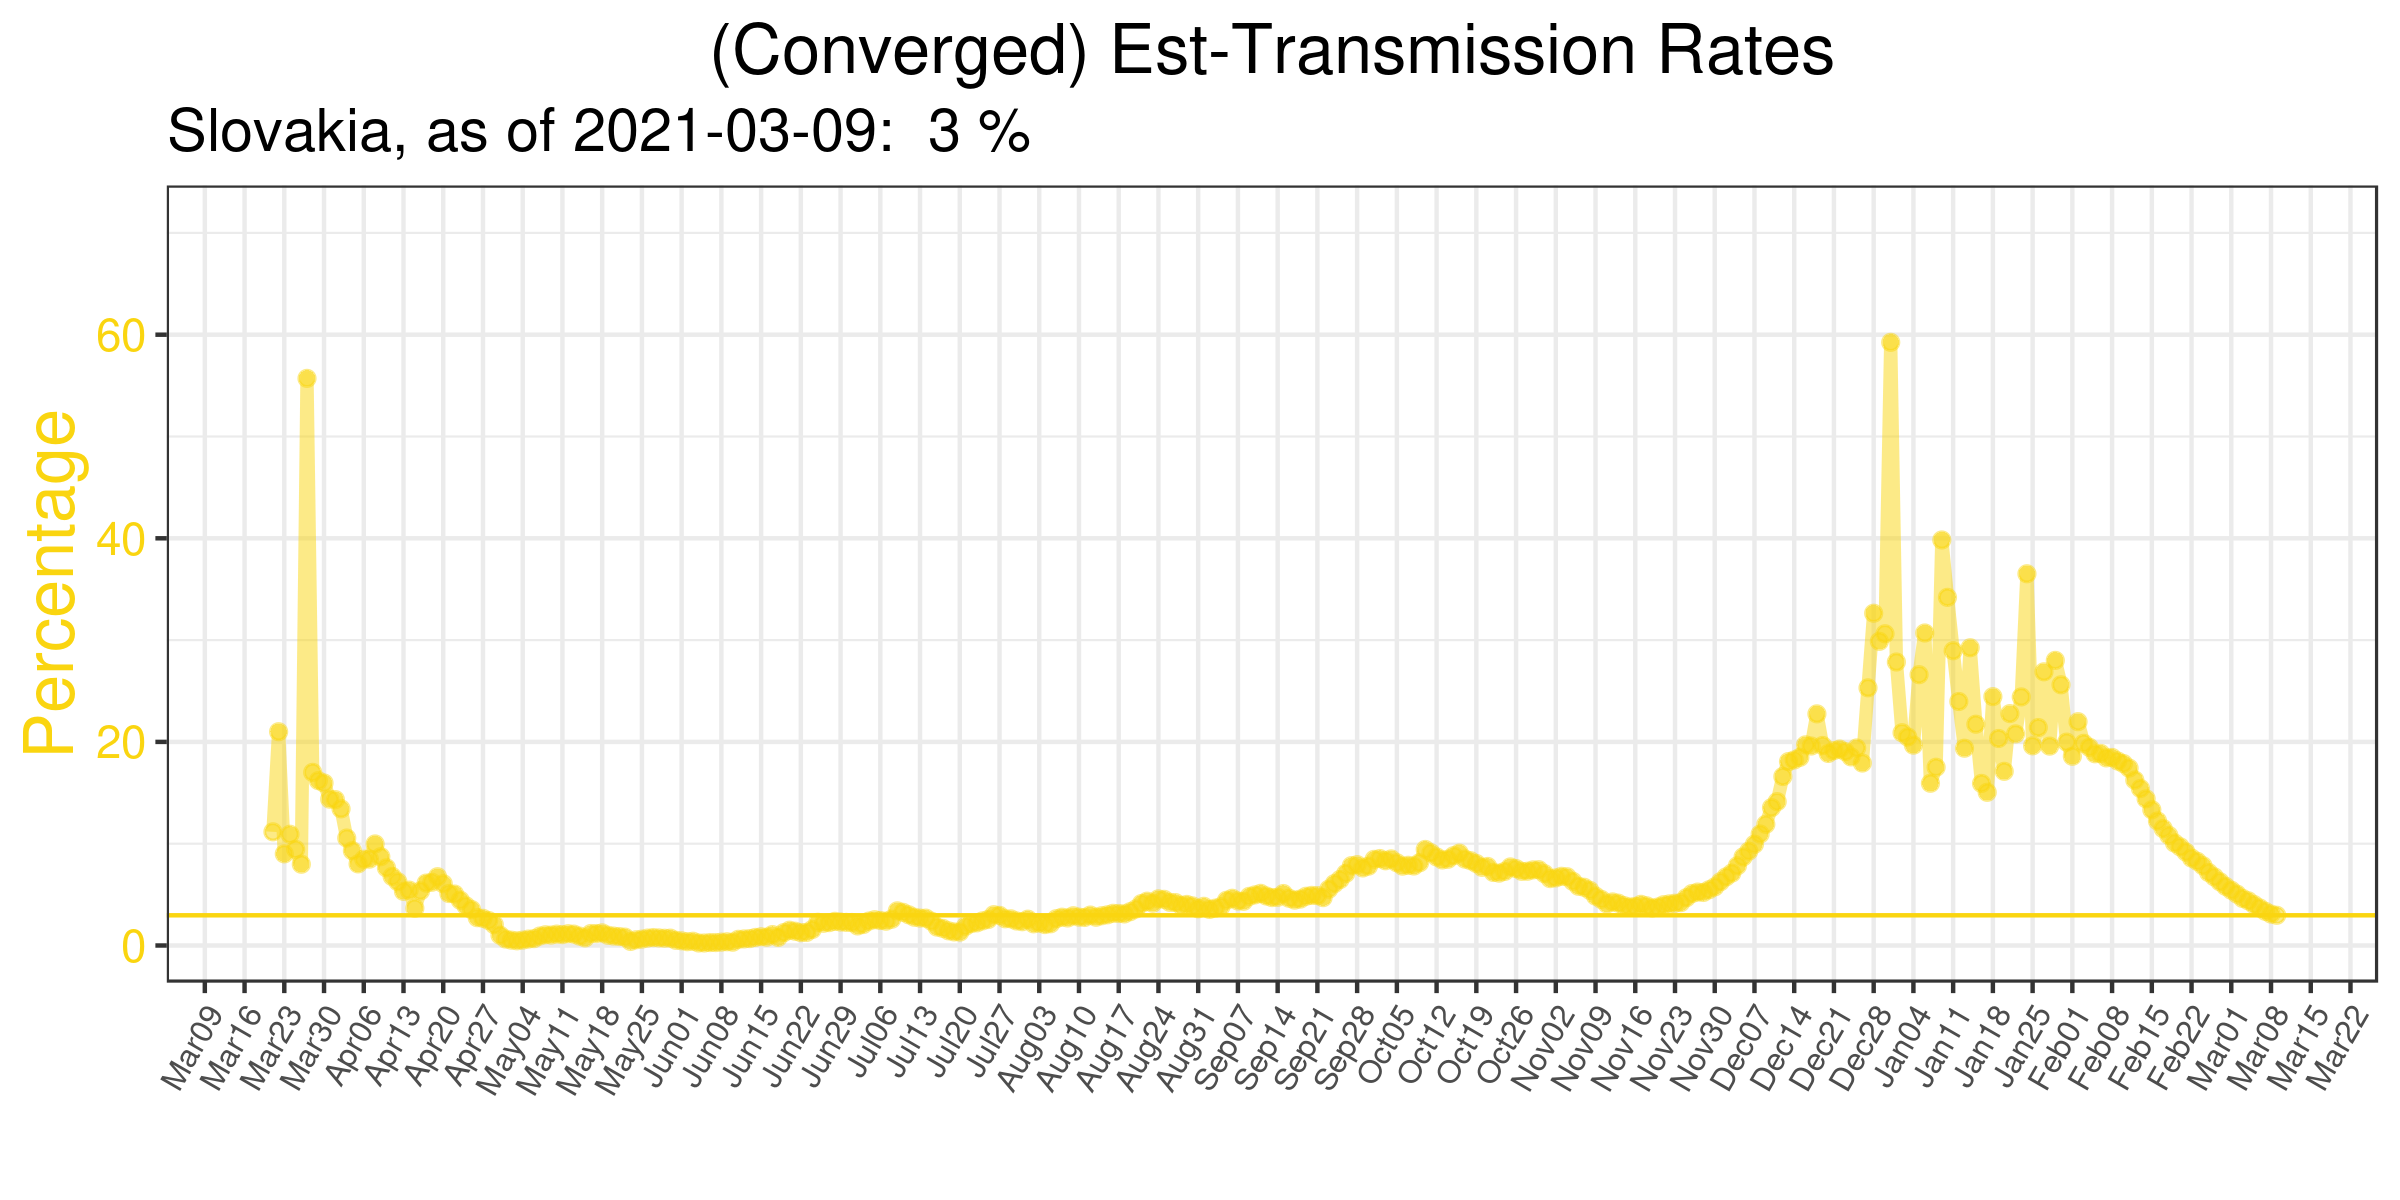 (Converged) Est-Transmission Rates
Slovakia, as of 2021-03-09:  3 %
Percentage
60
40
20
0
Mar09
Mar16
Mar23
Mar30
Apr06
Apr13
Apr20
Apr27
May04
May11
May18
May25
Jun01
Jun08
Jun15
Jun22
Jun29
Jul06
Jul13
Jul20
Jul27
Aug03
Aug10
Aug17
Aug24
Aug31
Sep07
Sep14
Sep21
Sep28
Oct05
Oct12
Oct19
Oct26
Nov02
Nov09
Nov16
Nov23
Nov30
Dec07
Dec14
Dec21
Dec28
Jan04
Jan11
Jan18
Jan25
Feb01
Feb08
Feb15
Feb22
Mar01
Mar08
Mar15
Mar22